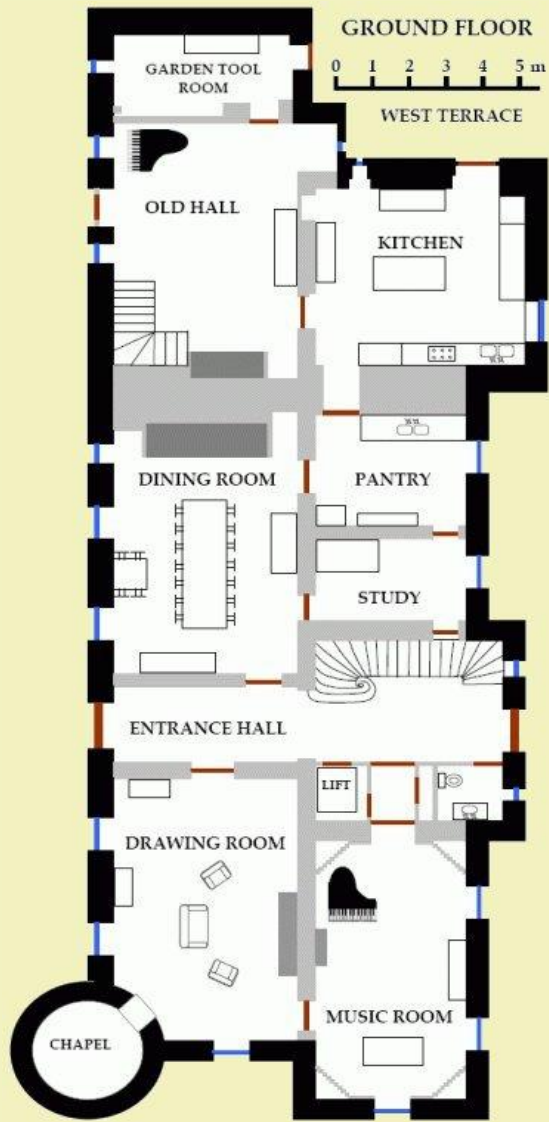 GROUND FLOOR
0 1 2 3 4 5 m
WEST TERRACE
GARDEN TOOL
ROOM
OLD HALL
KITCHEN
DINING ROOM
PANTRY
STUDY
ENTRANCE HALL
LIFT
DRAWING ROOM
MUSIC ROOM
CHAPEL